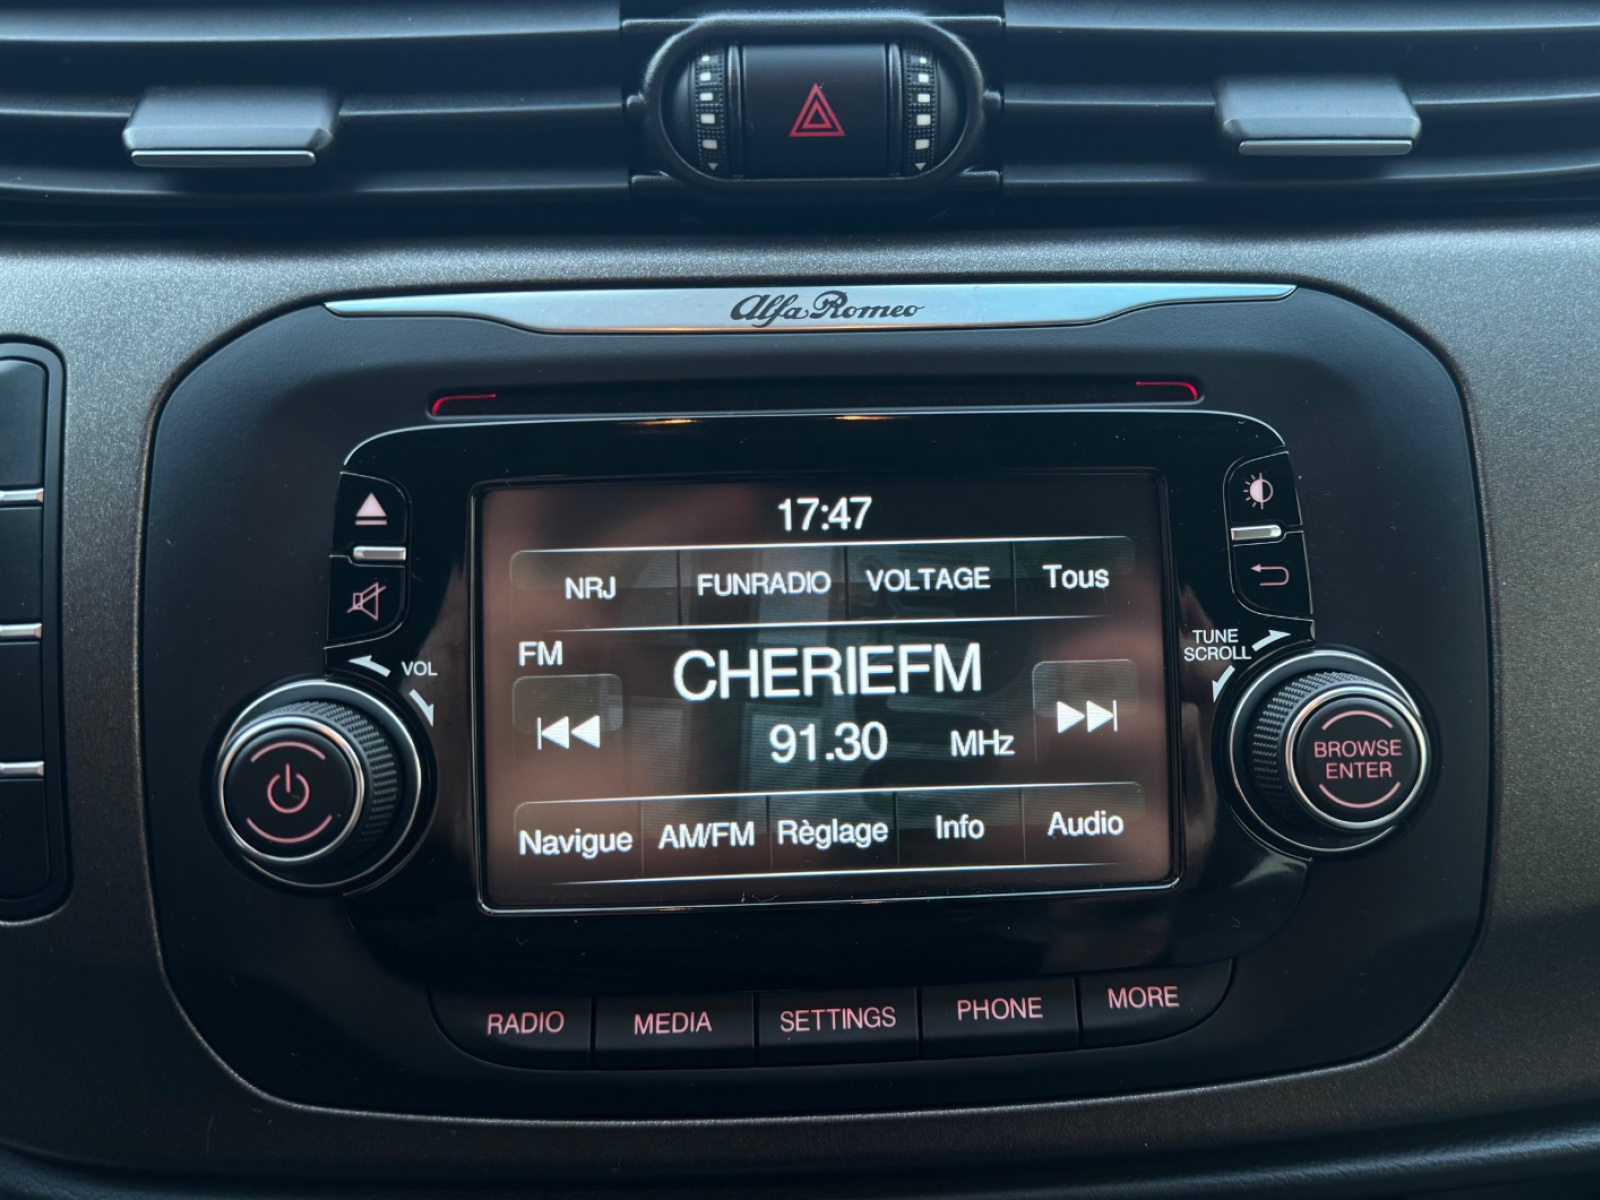 Alfa Romeo
17:47
NRJ FUNRADIO VOLTAGE Tous
FM
CHERIEFM
91.30 MHz
Navigue AM/FM Règlage Info Audio
VOL
TUNE
SCROLL
BROWSE
ENTER
RADIO MEDIA SETTINGS PHONE MORE